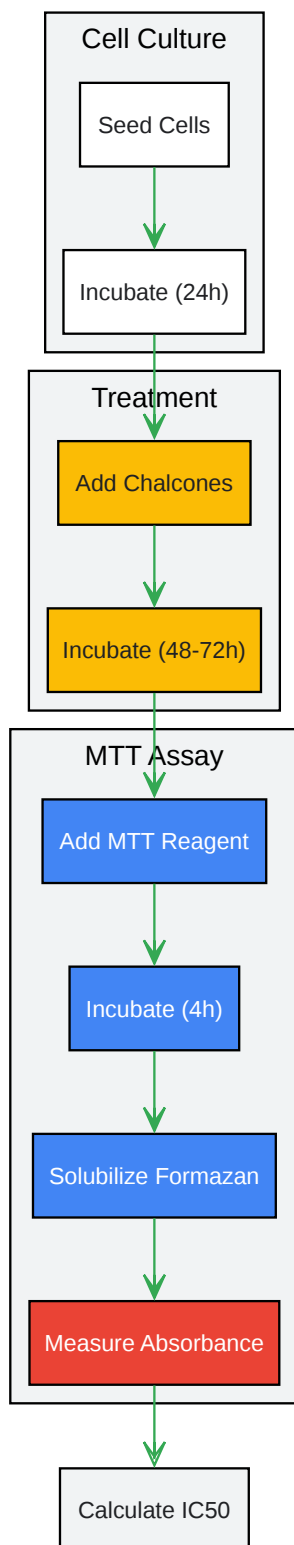 Cell Culture
Seed Cells
Incubate (24h)
Treatment
Add Chalcones
Incubate (48-72h)
MTT Assay
Add MTT Reagent
Incubate (4h)
Solubilize Formazan
Measure Absorbance
Calculate IC50